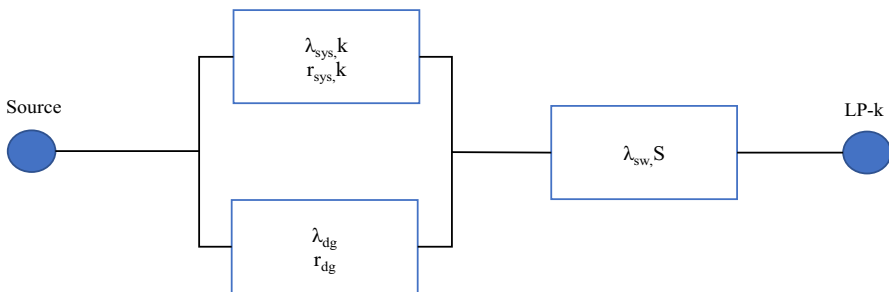 Source
λsys,k
rsys,k
λsw,S
LP-k
λdg
rdg